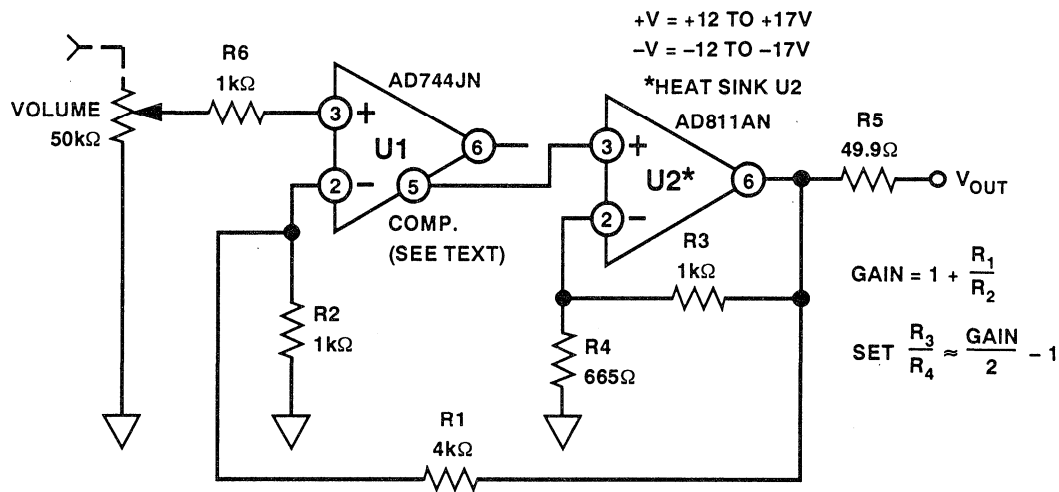 +V = +12 TO +17V
–V = –12 TO –17V
*HEAT SINK U2
R6
1kΩ
AD744JN
AD811AN
VOLUME
50kΩ
3
+
U1
6
2
–
5
COMP.
(SEE TEXT)
3
+
U2*
6
2
–
R5
49.9Ω
VOUT
R3
1kΩ
R2
1kΩ
R4
665Ω
R1
4kΩ
GAIN = 1 + R1/R2
SET R3/R4 ≈ GAIN/2 – 1